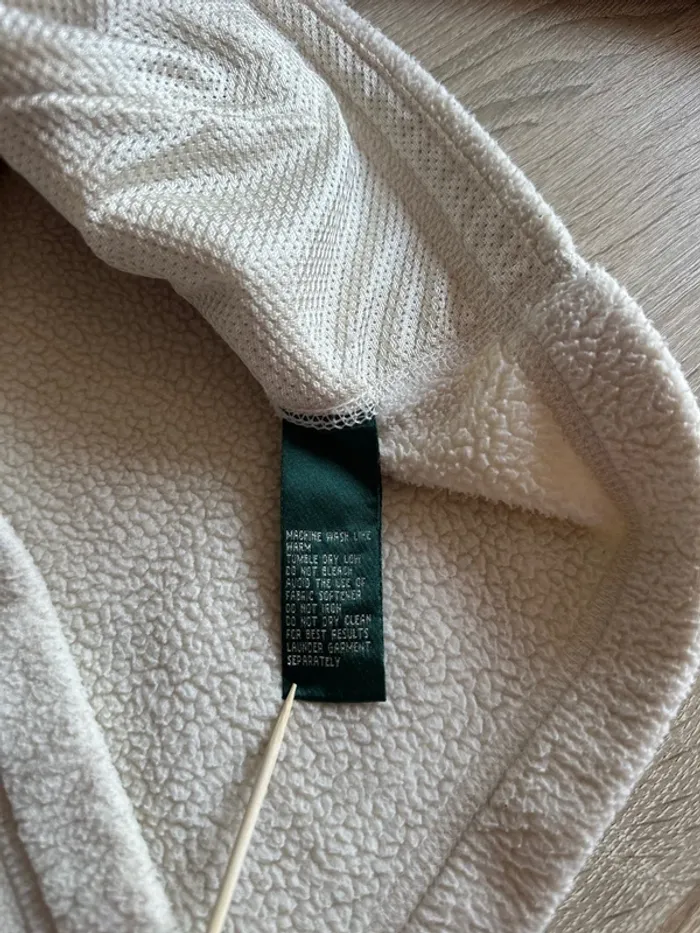 MACHINE WASH LUKE
WARM
TUMBLE DRY LOW
DO NOT BLEACH
AVOID THE USE OF
FABRIC SOFTENER
DO NOT IRON
DO NOT DRY CLEAN
FOR BEST RESULTS
LAUNDER GARMENT
SEPARATELY